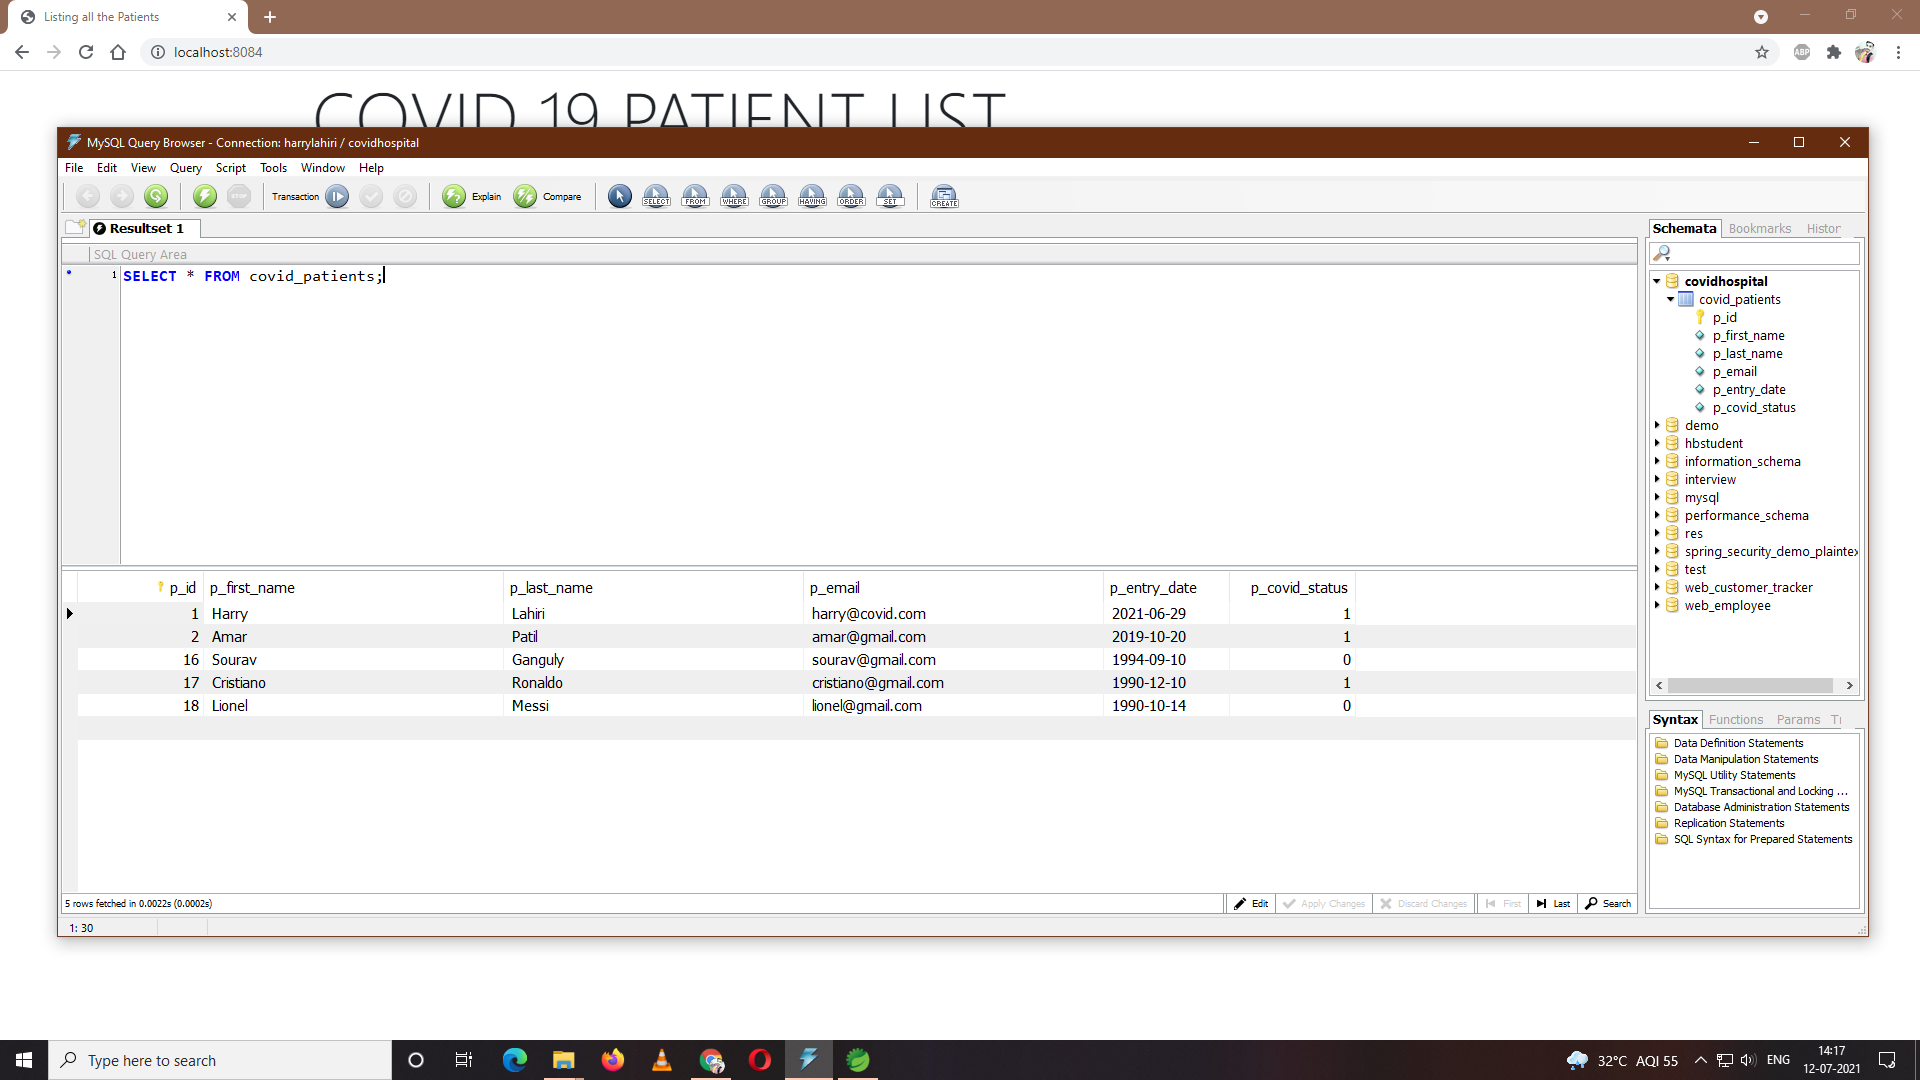 Listing all the Patients
localhost:8084
ABP
COVID 19 PATIENT LIST
MySQL Query Browser - Connection: harrylahiri / covidhospital
File Edit View Query Script Tools Window Help
STOP Transaction Explain Compare SELECT FROM WHERE GROUP HAVING ORDER SET CREATE
Resultset 1
SQL Query Area
1 SELECT * FROM covid_patients;
p_id p_first_name p_last_name p_email p_entry_date p_covid_status
1 Harry Lahiri harry@covid.com 2021-06-29 1
2 Amar Patil amar@gmail.com 2019-10-20 1
16 Sourav Ganguly sourav@gmail.com 1994-09-10 0
17 Cristiano Ronaldo cristiano@gmail.com 1990-12-10 1
18 Lionel Messi lionel@gmail.com 1990-10-14 0
5 rows fetched in 0.0022s (0.0002s)
Edit Apply Changes Discard Changes First Last Search
1: 30
Schemata Bookmarks Histor
covidhospital
covid_patients
p_id
p_first_name
p_last_name
p_email
p_entry_date
p_covid_status
demo
hbstudent
information_schema
interview
mysql
performance_schema
res
spring_security_demo_plaintex
test
web_customer_tracker
web_employee
Syntax Functions Params Tr
Data Definition Statements
Data Manipulation Statements
MySQL Utility Statements
MySQL Transactional and Locking ...
Database Administration Statements
Replication Statements
SQL Syntax for Prepared Statements
Type here to search
32°C AQI 55
ENG
14:17
12-07-2021